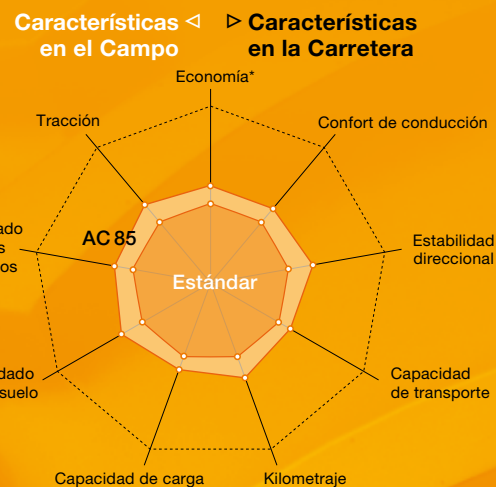 Características ◁
en el Campo
▷ Características
en la Carretera
Economía*
Tracción
Confort de conducción
AC 85
Estándar
Estabilidad
direccional
Capacidad
de transporte
Kilometraje
Capacidad de carga